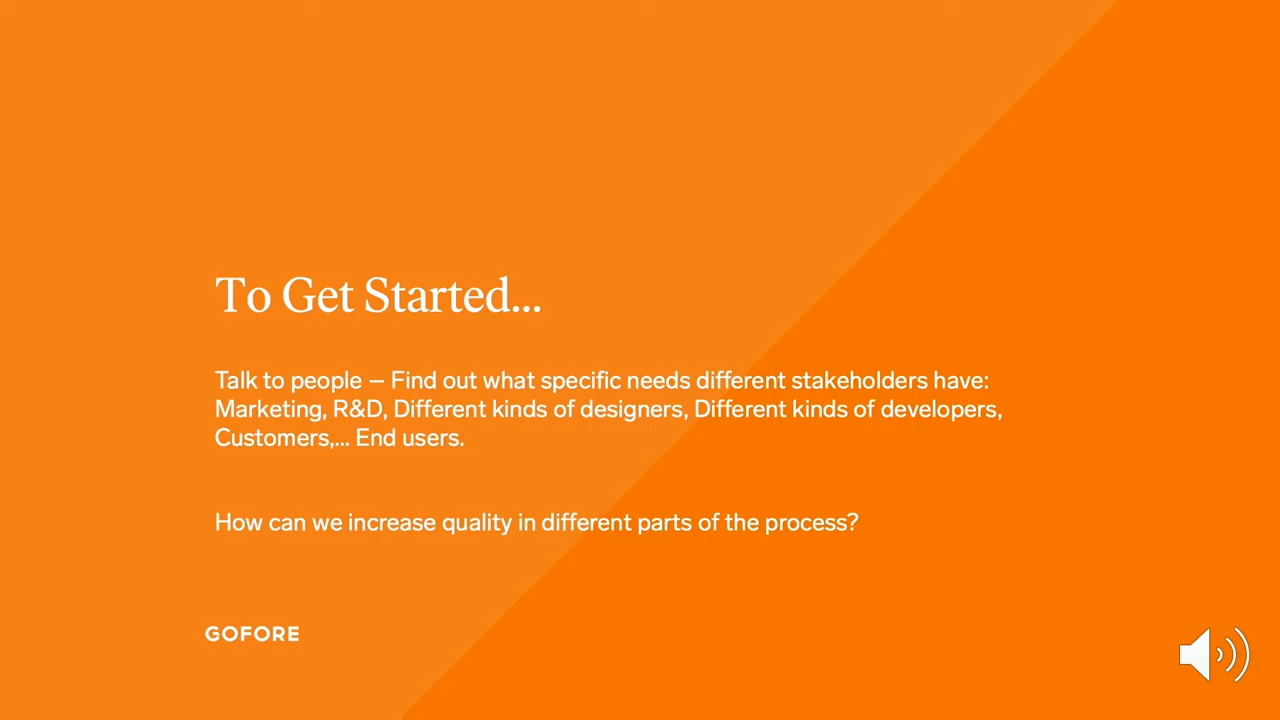 To Get Started...
Talk to people – Find out what specific needs different stakeholders have:
Marketing, R&D, Different kinds of designers, Different kinds of developers,
Customers,... End users.
How can we increase quality in different parts of the process?
GOFORE